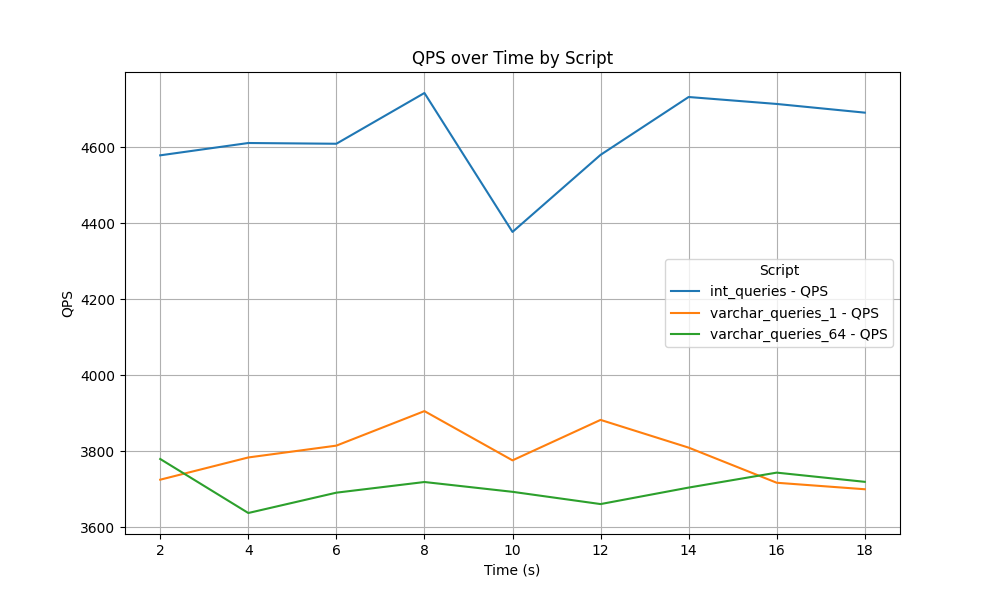 QPS over Time by Script
4600
4400
4200
4000
3800
3600
QPS
Script
int_queries - QPS
varchar_queries_1 - QPS
varchar_queries_64 - QPS
2 4 6 8 10 12 14 16 18
Time (s)